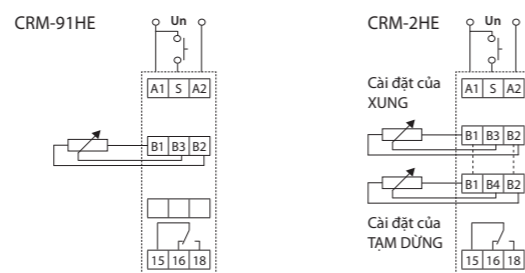 CRM-91HE
Un
A1 S A2
B1 B3 B2
15 16 18
CRM-2HE
Un
Cài đặt của
XUNG
A1 S A2
B1 B3 B2
B1 B4 B2
Cài đặt của
TẠM DỪNG
15 16 18